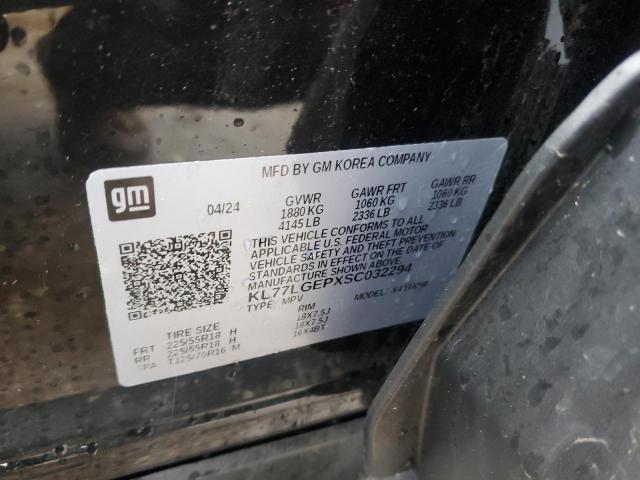 MFD BY GM KOREA COMPANY
gm
04/24 GVWR GAWR FRT GAWR RR
1880 KG 1060 KG 1060 KG
4145 LB 2336 LB 2336 LB
THIS VEHICLE CONFORMS TO ALL
APPLICABLE U.S. FEDERAL MOTOR
VEHICLE SAFETY AND THEFT PREVENTION
STANDARDS IN EFFECT ON THE DATE OF
MANUFACTURE SHOWN ABOVE
KL77LGEPXSC032294
TYPE: MPV MODEL:
TIRE SIZE RIM
FRT 225/55R18 H 18X7.5J
RR 225/55R18 H 18X7.5J
SPA T125/70R16 M 16X4BT